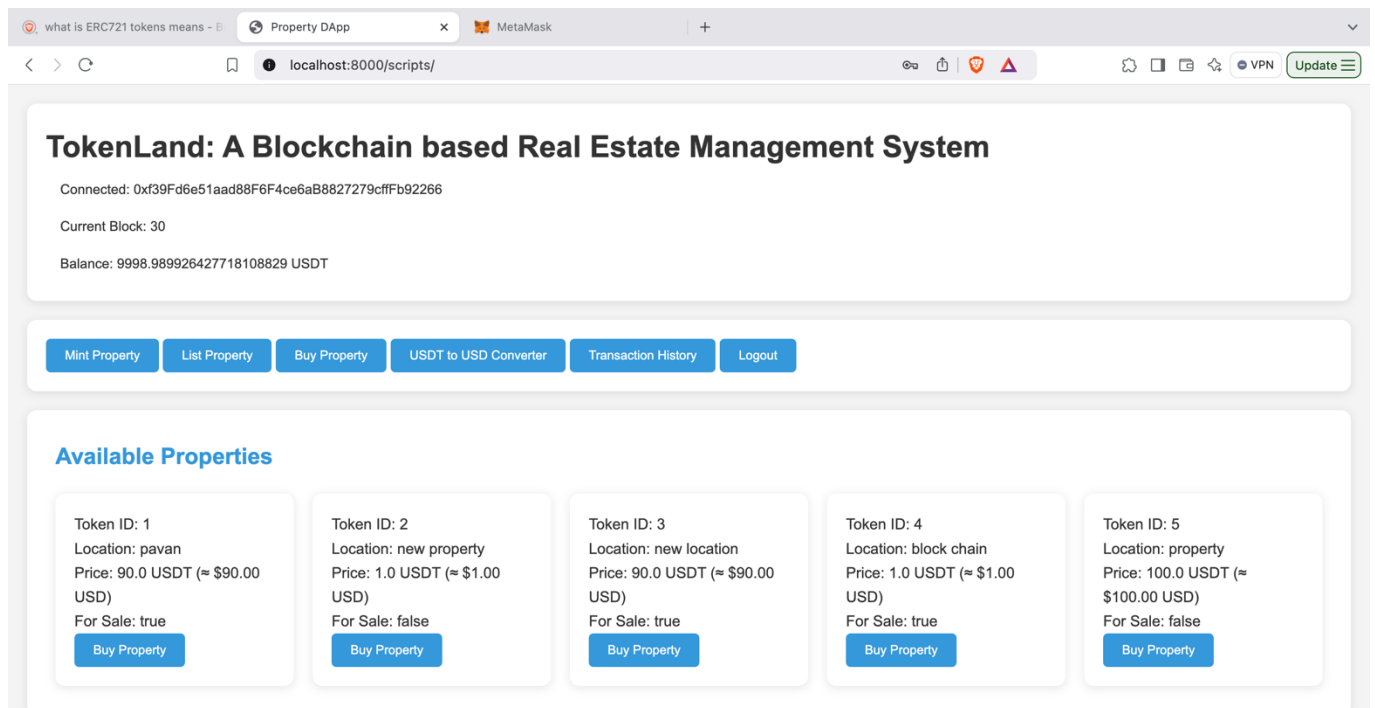 what is ERC721 tokens means - B
Property DApp
MetaMask
localhost:8000/scripts/
VPN
Update
TokenLand: A Blockchain based Real Estate Management System
Connected: 0xf39Fd6e51aad88F6F4ce6aB8827279cffFb92266
Current Block: 30
Balance: 9998.989926427718108829 USDT
Mint Property
List Property
Buy Property
USDT to USD Converter
Transaction History
Logout
Available Properties
Token ID: 1
Location: pavan
Price: 90.0 USDT (≈ $90.00
USD)
For Sale: true
Buy Property
Token ID: 2
Location: new property
Price: 1.0 USDT (≈ $1.00
USD)
For Sale: false
Buy Property
Token ID: 3
Location: new location
Price: 90.0 USDT (≈ $90.00
USD)
For Sale: true
Buy Property
Token ID: 4
Location: block chain
Price: 1.0 USDT (≈ $1.00
USD)
For Sale: true
Buy Property
Token ID: 5
Location: property
Price: 100.0 USDT (≈
$100.00 USD)
For Sale: false
Buy Property